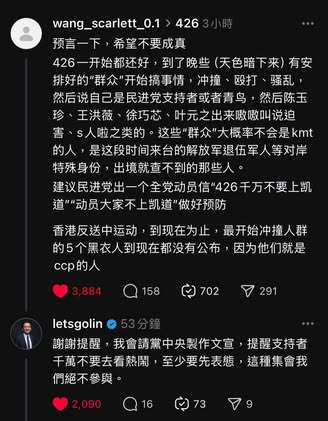 wang_scarlett_0.1 > 426 3小時
预言一下，希望不要成真
426一开始都还好，到了晚些 (天色暗下来) 有安
排好的“群众”开始搞事情，冲撞、殴打、骚乱，
然后说自己是民进党支持者或者青鸟，然后陈玉
珍、王洪薇、徐巧芯、叶元之出来嗷嗷叫说迫
害、s人啦之类的。这些“群众”大概率不会是kmt
的人，是这段时间来台的解放军退伍军人等对岸
特殊身份，出境就查不到的那些人。
建议民进党出一个全党动员信“426千万不要上凯
道”“动员大家不上凯道”做好预防
香港反送中运动，到现在为止，最开始冲撞人群
的5个黑衣人到现在都没有公布，因为他们就是
ccp的人
3,884 158 702 291
letsgolin 53分鐘
謝謝提醒，我會請黨中央製作文宣，提醒支持者
千萬不要去看熱鬧，至少要先表態，這種集會我
們絕不參與。
2,090 16 73 9